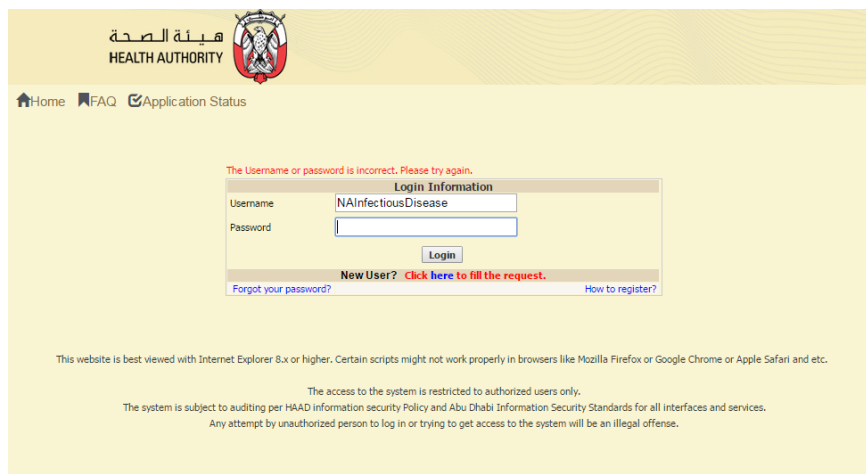 هيئة الصحة
HEALTH AUTHORITY
Home FAQ Application Status
The Username or password is incorrect. Please try again.
Login Information
Username NAInfectiousDisease
Password
Login
New User? Click here to fill the request.
Forgot your password? How to register?
This website is best viewed with Internet Explorer 8.x or higher. Certain scripts might not work properly in browsers like Mozilla Firefox or Google Chrome or Apple Safari and etc.
The access to the system is restricted to authorized users only.
The system is subject to auditing per HAAD information security Policy and Abu Dhabi Information Security Standards for all interfaces and services.
Any attempt by unauthorized person to log in or trying to get access to the system will be an illegal offense.